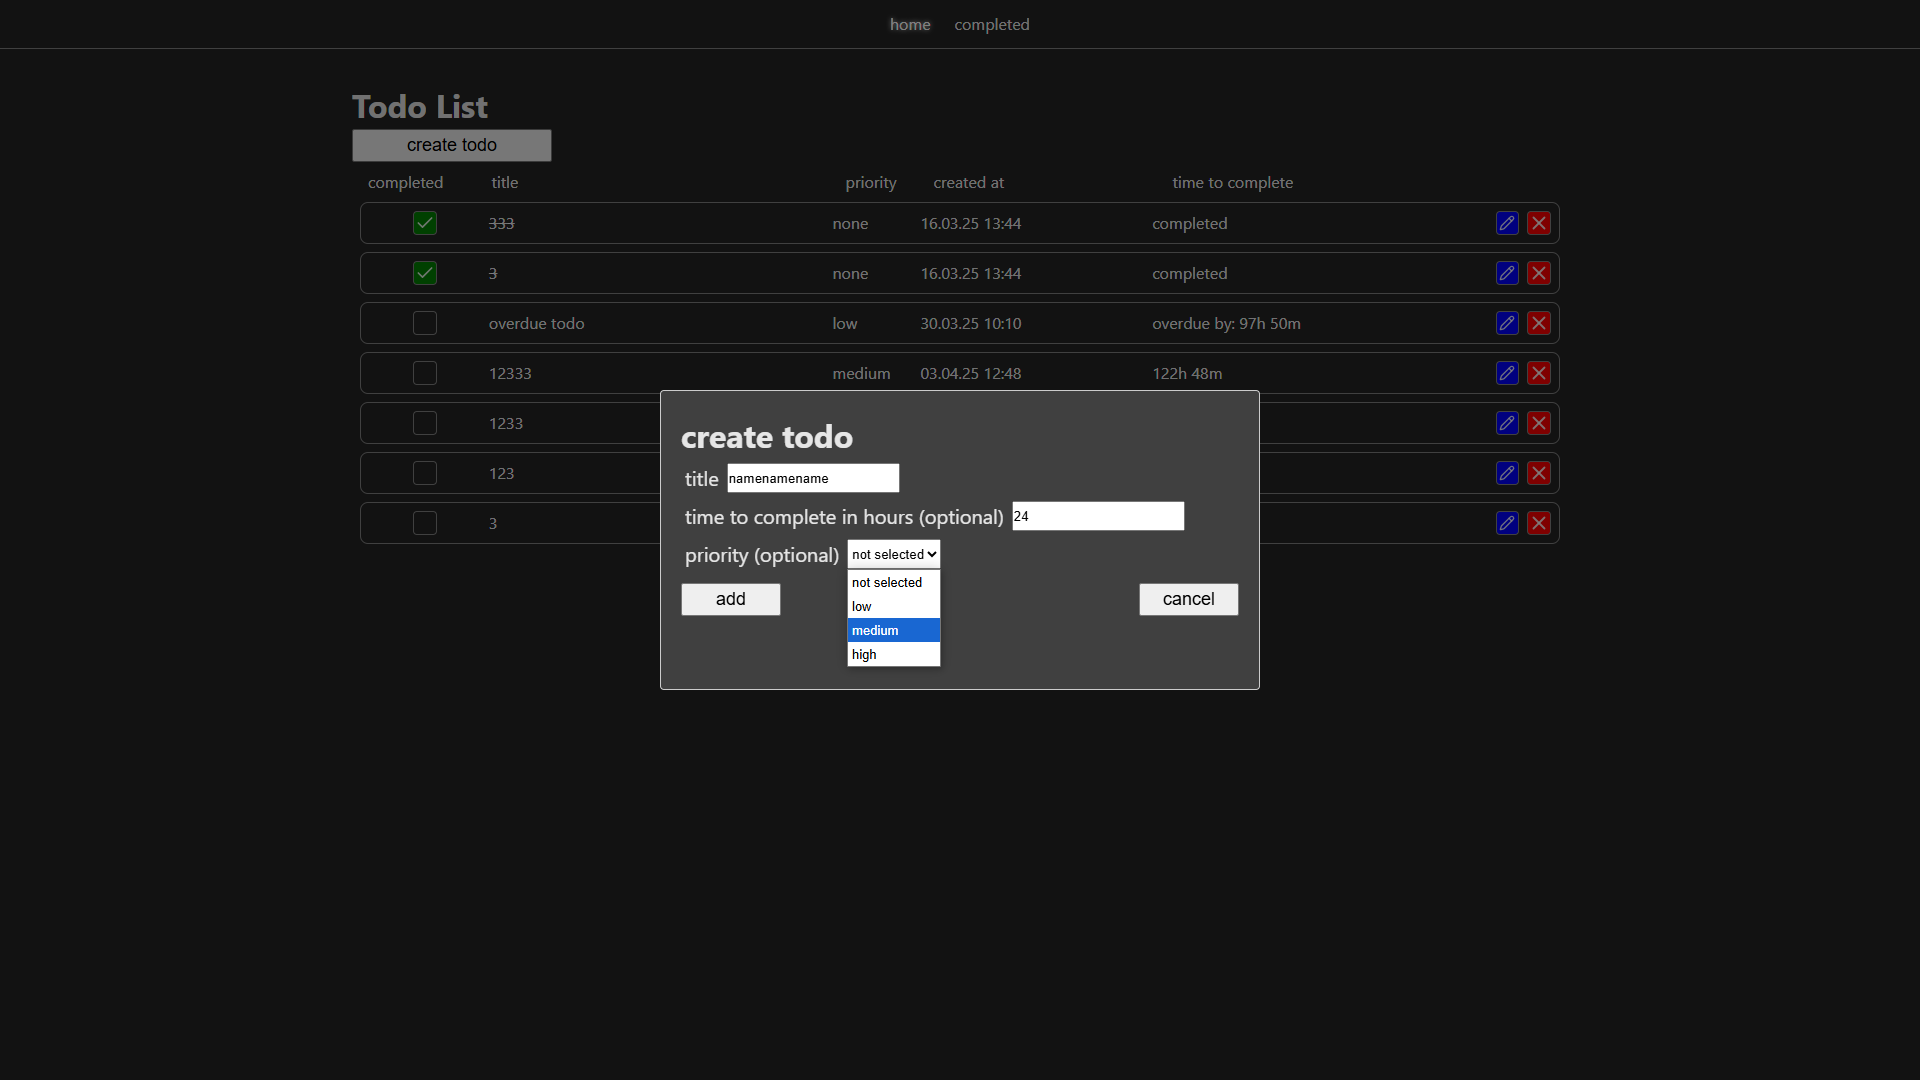 home completed
Todo List
create todo
completed title priority created at time to complete
333 none 16.03.25 13:44 completed
3 none 16.03.25 13:44 completed
overdue todo low 30.03.25 10:10 overdue by: 97h 50m
12333 medium 03.04.25 12:48 122h 48m
1233
123
3
create todo
title namenamename
time to complete in hours (optional) 24
priority (optional) not selected
not selected
low
medium
high
add cancel